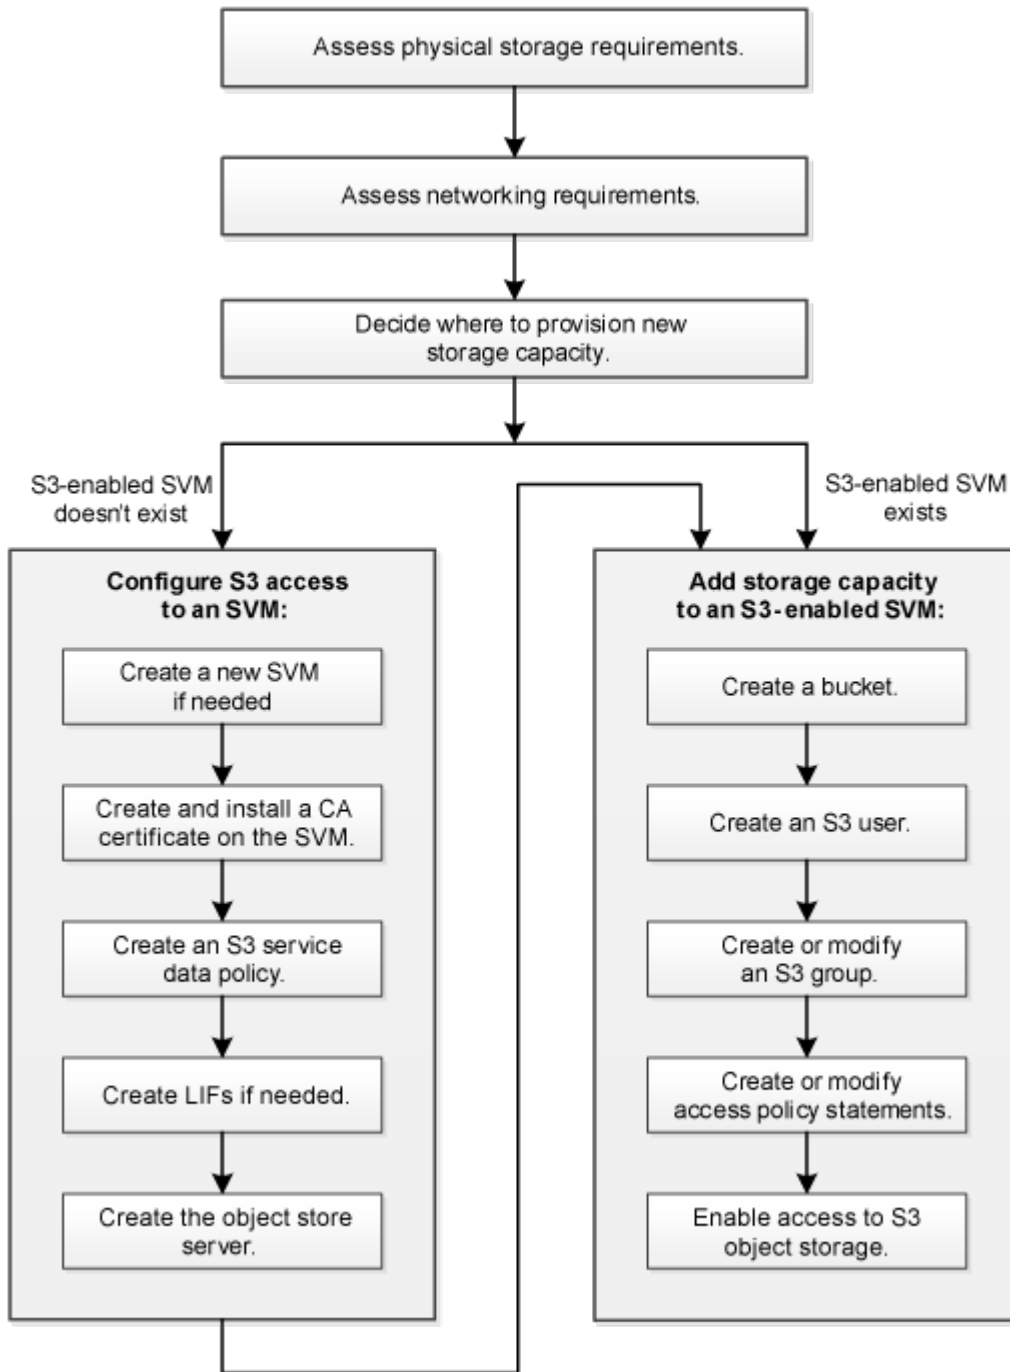 Assess physical storage requirements.
Assess networking requirements.
Decide where to provision new
storage capacity.
S3-enabled SVM
doesn't exist
S3-enabled SVM
exists
Configure S3 access
to an SVM:
Create a new SVM
if needed
Create and install a CA
certificate on the SVM.
Create an S3 service
data policy.
Create LIFs if needed.
Create the object store
server.
Add storage capacity
to an S3-enabled SVM:
Create a bucket.
Create an S3 user.
Create or modify
an S3 group.
Create or modify
access policy statements.
Enable access to S3
object storage.